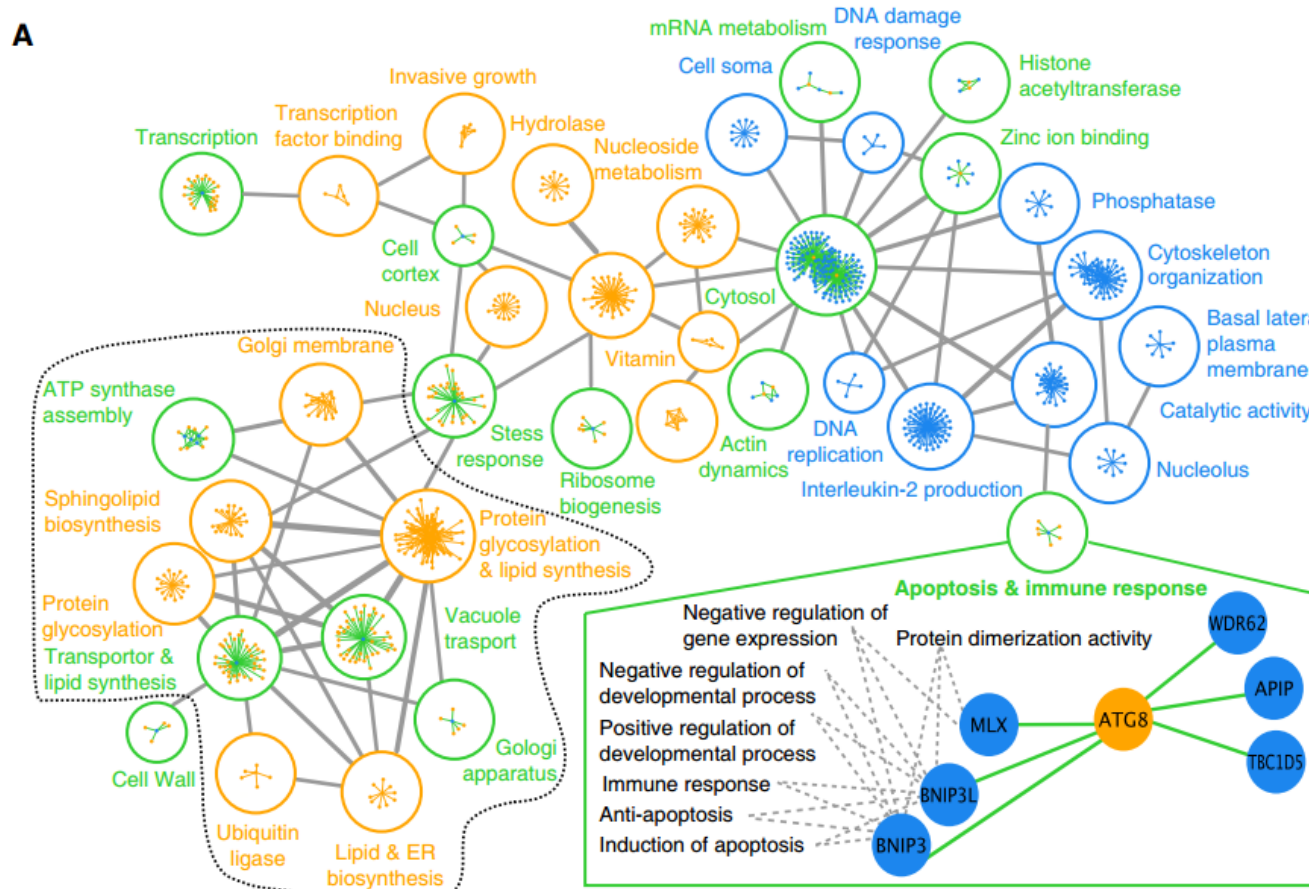 A
mRNA metabolism
DNA damage
response
Cell soma
Histone
acetyltransferase
Invasive growth
Transcription
factor binding
Hydrolase
Transcription
Nucleoside
metabolism
Zinc ion binding
Phosphatase
Cell
cortex
Cytoskeleton
organization
Nucleus
Cytosol
Basal latera
plasma
membrane
Golgi membrane
Vitamin
ATP synthase
assembly
Catalytic activity
Stess
response
Actin
dynamics
DNA
replication
Ribosome
biogenesis
Interleukin-2 production
Nucleolus
Sphingolipid
biosynthesis
Protein
glycosylation
& lipid synthesis
Apoptosis & immune response
Protein
glycosylation
Vacuole
trasport
Transportor &
lipid synthesis
Negative regulation of
gene expression
Protein dimerization activity
WDR62
Negative regulation of
developmental process
APIP
MLX
ATG8
Positive regulation of
developmental process
Gologi
apparatus
TBC1D5
Cell Wall
Immune response
BNIP3L
Anti-apoptosis
Ubiquitin
ligase
Induction of apoptosis
BNIP3
Lipid & ER
biosynthesis